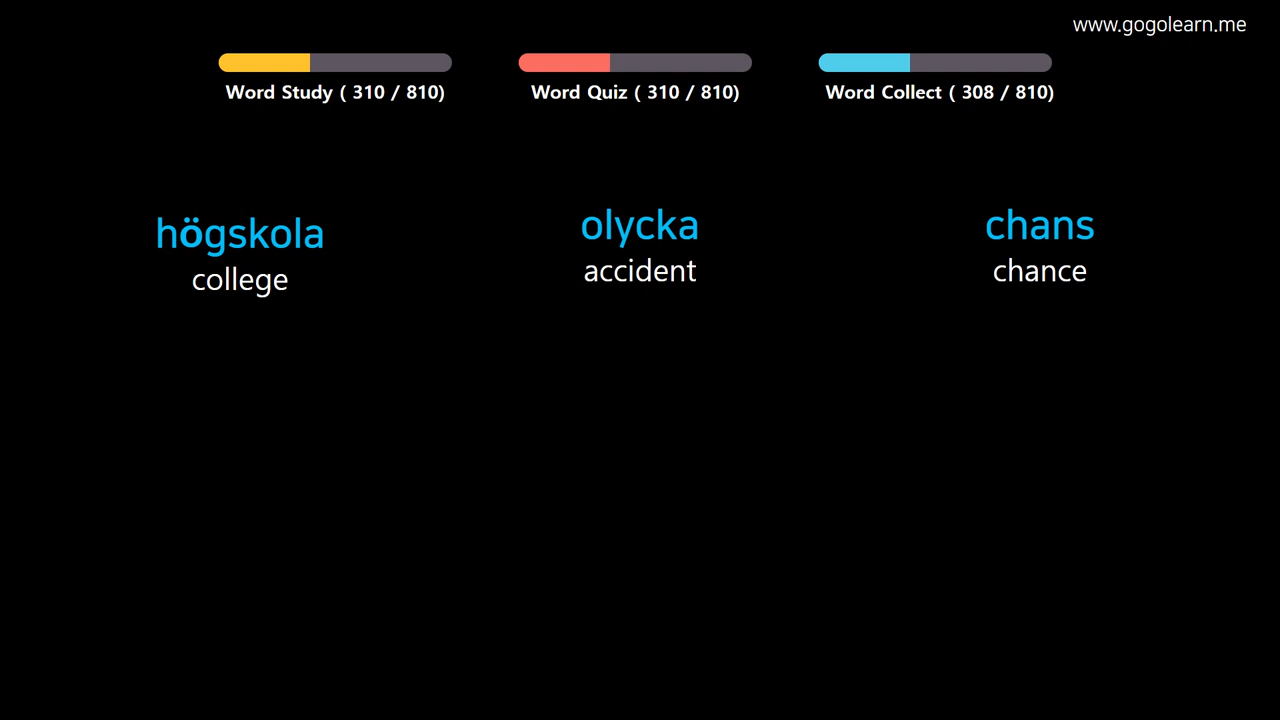 www.gogolearn.me
Word Study ( 310 / 810)
Word Quiz ( 310 / 810)
Word Collect ( 308 / 810)
högskola
college
olycka
accident
chans
chance